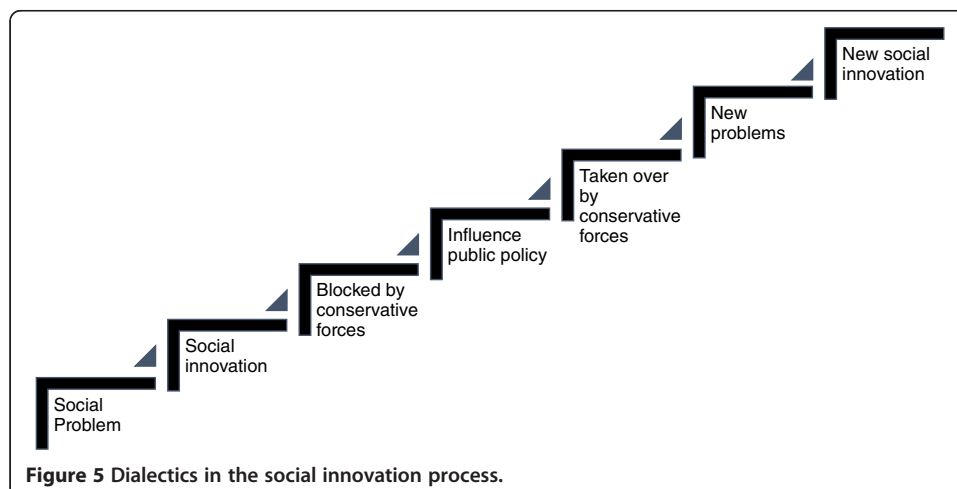 New social
innovation
New
problems
Taken over
by
conservative
forces
Influence
public policy
Blocked by
conservative
forces
Social
innovation
Social
Problem
Figure 5 Dialectics in the social innovation process.